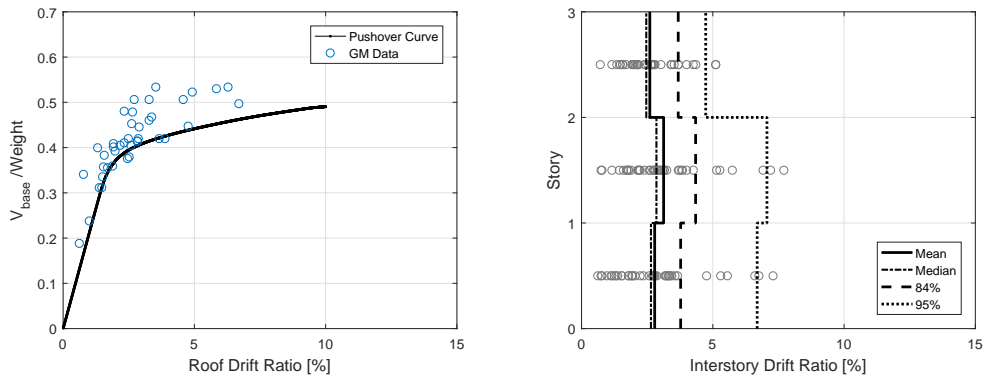 V_base /Weight
0.7
0.6
0.5
0.4
0.3
0.2
0.1
0
0 5 10 15
Roof Drift Ratio [%]
Pushover Curve
GM Data
Story
3
2
1
0
0 5 10 15
Interstory Drift Ratio [%]
Mean
Median
84%
95%